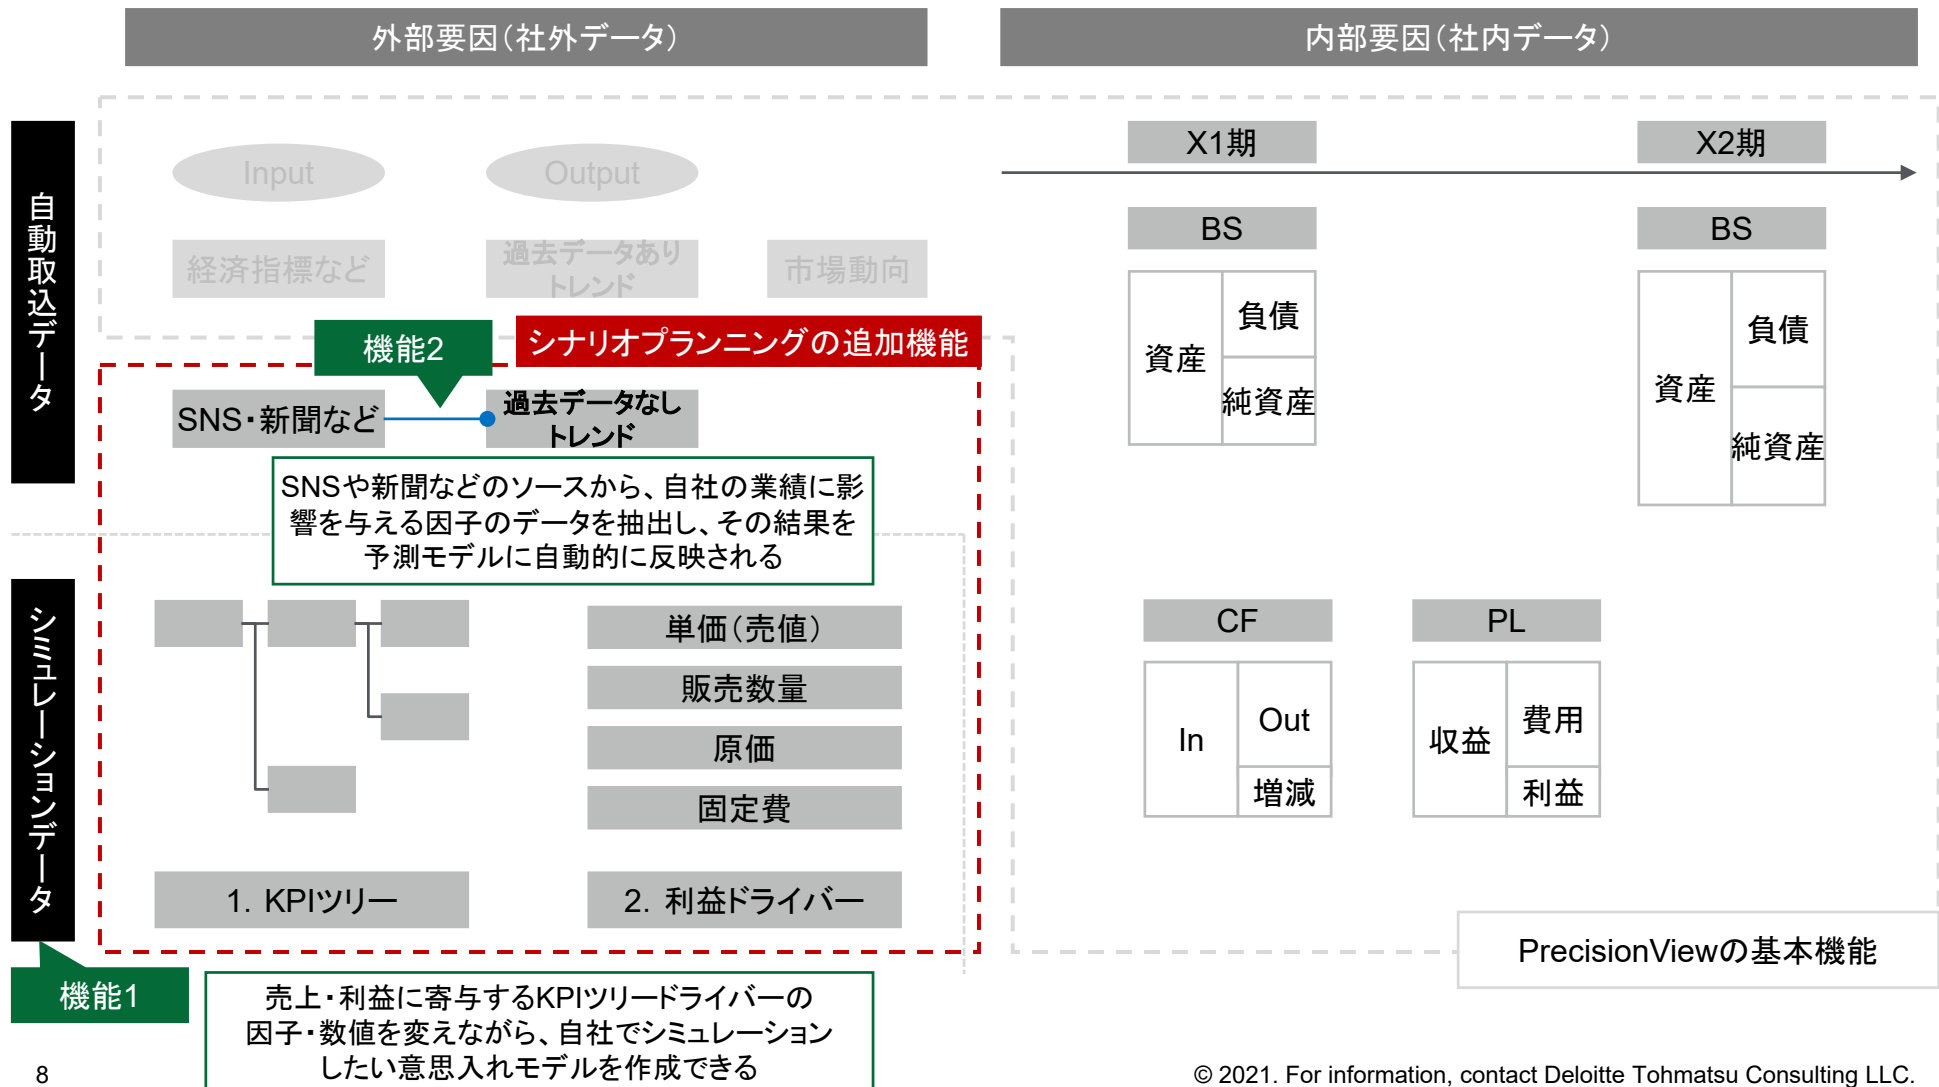 外部要因(社外データ)
内部要因(社内データ)
自動取込データ
Input
Output
経済指標など
過去データあり
トレンド
市場動向
機能2
シナリオプランニングの追加機能
SNS・新聞など
過去データなし
トレンド
SNSや新聞などのソースから、自社の業績に影
響を与える因子のデータを抽出し、その結果を
予測モデルに自動的に反映される
X1期
X2期
BS
資産
負債
純資産
BS
資産
負債
純資産
シミュレーションデータ
単価(売値)
販売数量
原価
固定費
1. KPIツリー
2. 利益ドライバー
CF
In
Out
増減
PL
収益
費用
利益
PrecisionViewの基本機能
機能1
売上・利益に寄与するKPIツリードライバーの
因子・数値を変えながら、自社でシミュレーション
したい意思入れモデルを作成できる
8
© 2021. For information, contact Deloitte Tohmatsu Consulting LLC.